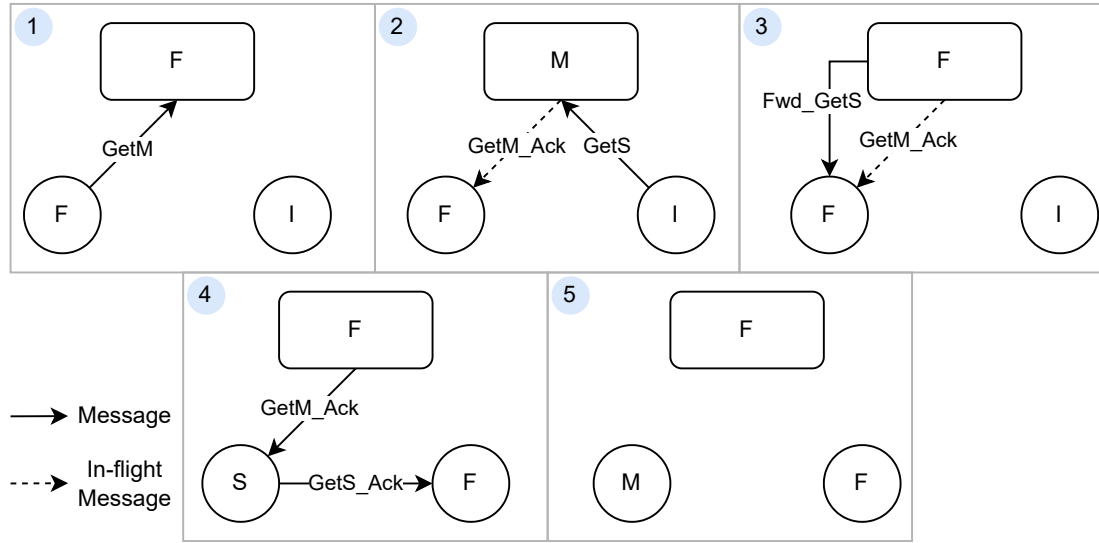 1
F
GetM
F
I
2
M
GetM_Ack
GetS
F
I
3
F
Fwd_GetS
GetM_Ack
F
I
4
F
GetM_Ack
S
GetS_Ack
F
5
F
M
F
Message
In-flight
Message